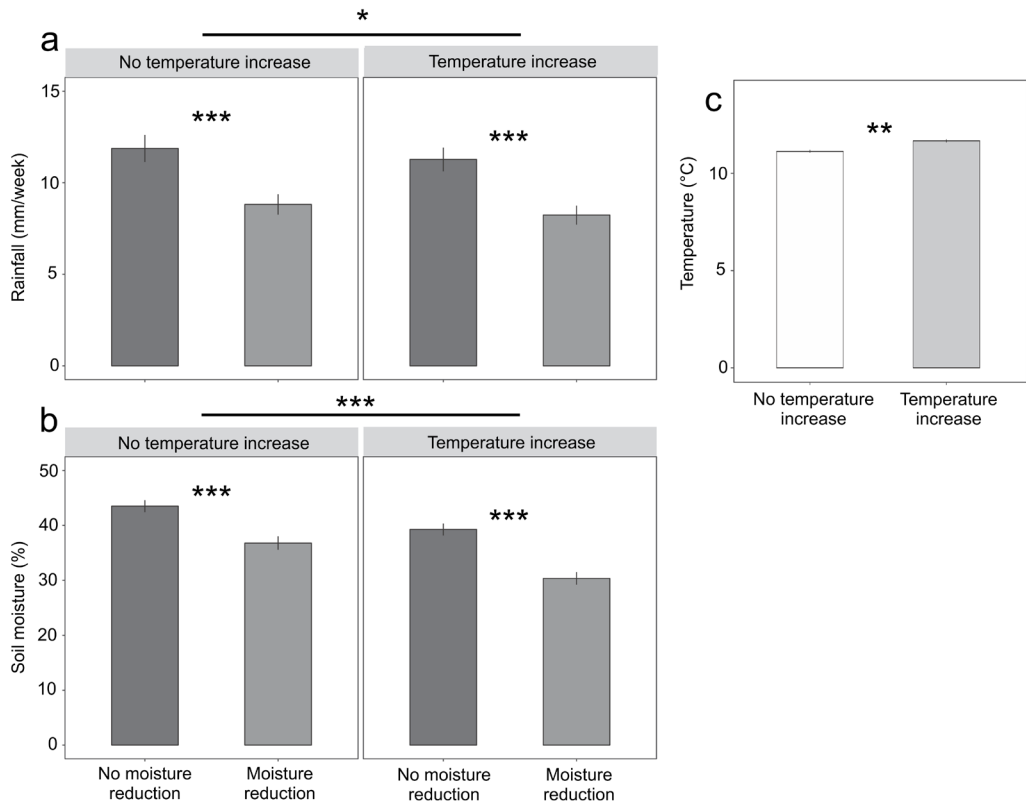 a
*
No temperature increase
Temperature increase
Rainfall (mm/week)
15
10
5
0
***
***
b
***
No temperature increase
Temperature increase
Soil moisture (%)
50
40
30
20
10
0
***
***
No moisture
reduction
Moisture
reduction
No moisture
reduction
Moisture
reduction
c
Temperature (°C)
10
5
0
**
No temperature
increase
Temperature
increase